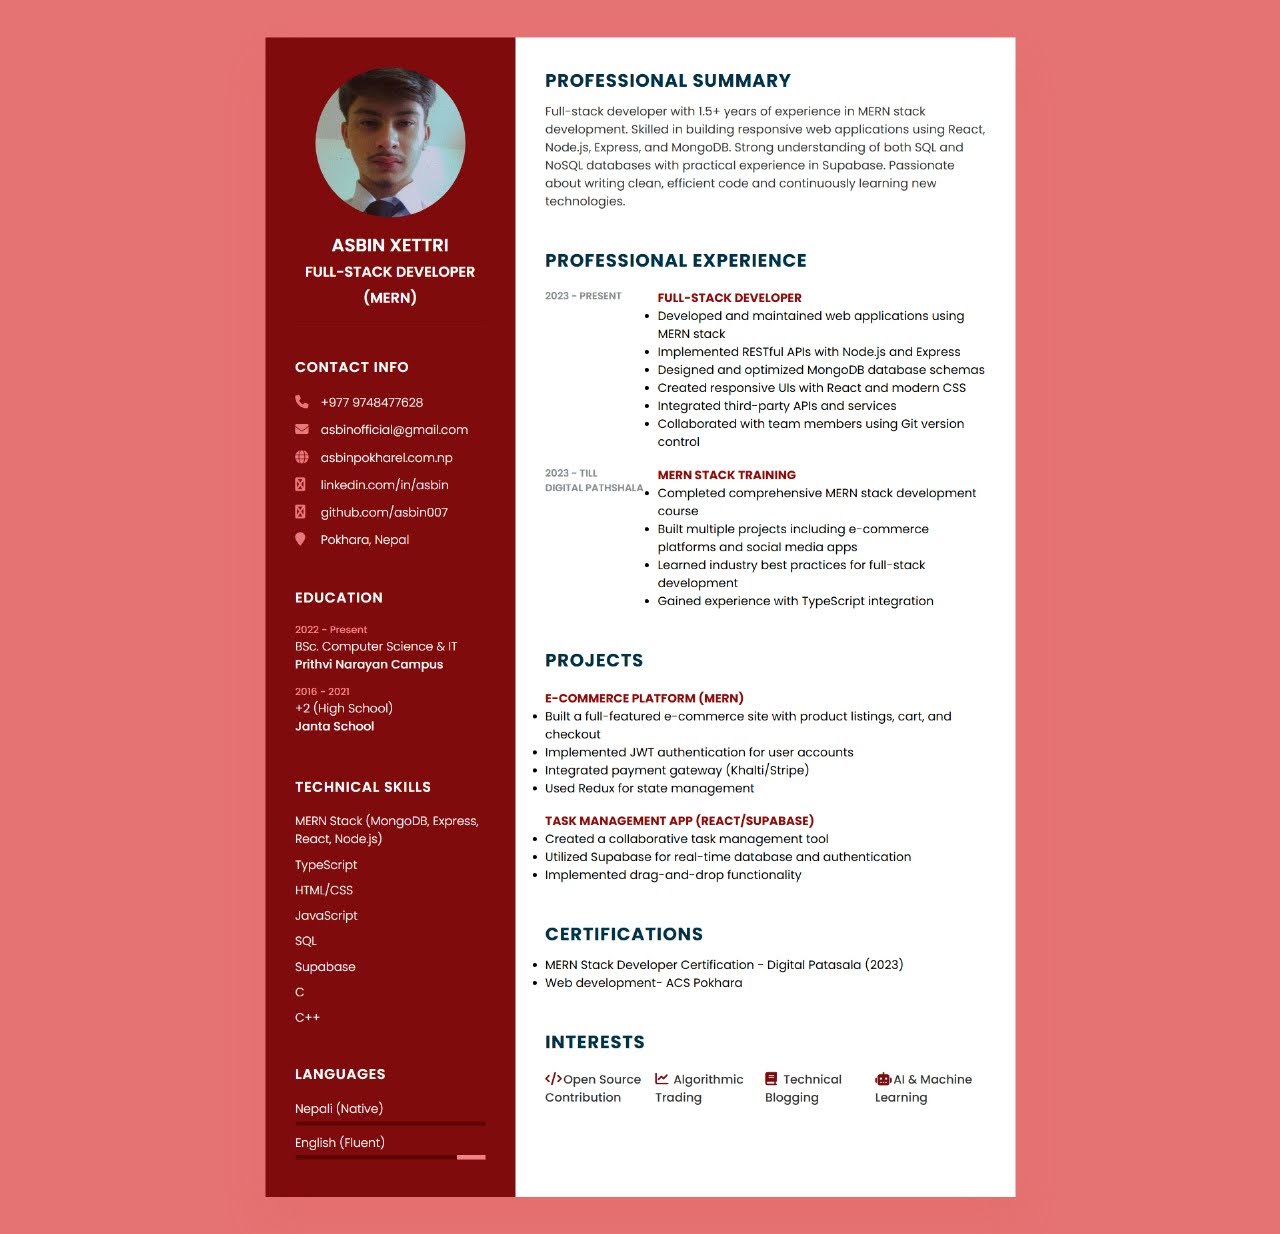 ASBIN XETTRI
FULL-STACK DEVELOPER
(MERN)
CONTACT INFO
+977 9748477628
asbinofficial@gmail.com
asbinpokharel.com.np
linkedin.com/in/asbin
github.com/asbin007
Pokhara, Nepal
EDUCATION
2022 - Present
BSc. Computer Science & IT
Prithvi Narayan Campus
2016 - 2021
+2 (High School)
Janta School
TECHNICAL SKILLS
MERN Stack (MongoDB, Express,
React, Node.js)
TypeScript
HTML/CSS
JavaScript
SQL
Supabase
C
C++
LANGUAGES
Nepali (Native)
English (Fluent)
PROFESSIONAL SUMMARY
Full-stack developer with 1.5+ years of experience in MERN stack
development. Skilled in building responsive web applications using React,
Node.js, Express, and MongoDB. Strong understanding of both SQL and
NoSQL databases with practical experience in Supabase. Passionate
about writing clean, efficient code and continuously learning new
technologies.
PROFESSIONAL EXPERIENCE
2023 - PRESENT
FULL-STACK DEVELOPER
• Developed and maintained web applications using
MERN stack
• Implemented RESTful APIs with Node.js and Express
• Designed and optimized MongoDB database schemas
• Created responsive UIs with React and modern CSS
• Integrated third-party APIs and services
• Collaborated with team members using Git version
control
2023 - TILL
DIGITAL PATHSHALA
MERN STACK TRAINING
• Completed comprehensive MERN stack development
course
• Built multiple projects including e-commerce
platforms and social media apps
• Learned industry best practices for full-stack
development
• Gained experience with TypeScript integration
PROJECTS
E-COMMERCE PLATFORM (MERN)
• Built a full-featured e-commerce site with product listings, cart, and
checkout
• Implemented JWT authentication for user accounts
• Integrated payment gateway (Khalti/Stripe)
• Used Redux for state management
TASK MANAGEMENT APP (REACT/SUPABASE)
• Created a collaborative task management tool
• Utilized Supabase for real-time database and authentication
• Implemented drag-and-drop functionality
CERTIFICATIONS
• MERN Stack Developer Certification - Digital Patasala (2023)
• Web development- ACS Pokhara
INTERESTS
Open Source
Contribution
Algorithmic
Trading
Technical
Blogging
AI & Machine
Learning